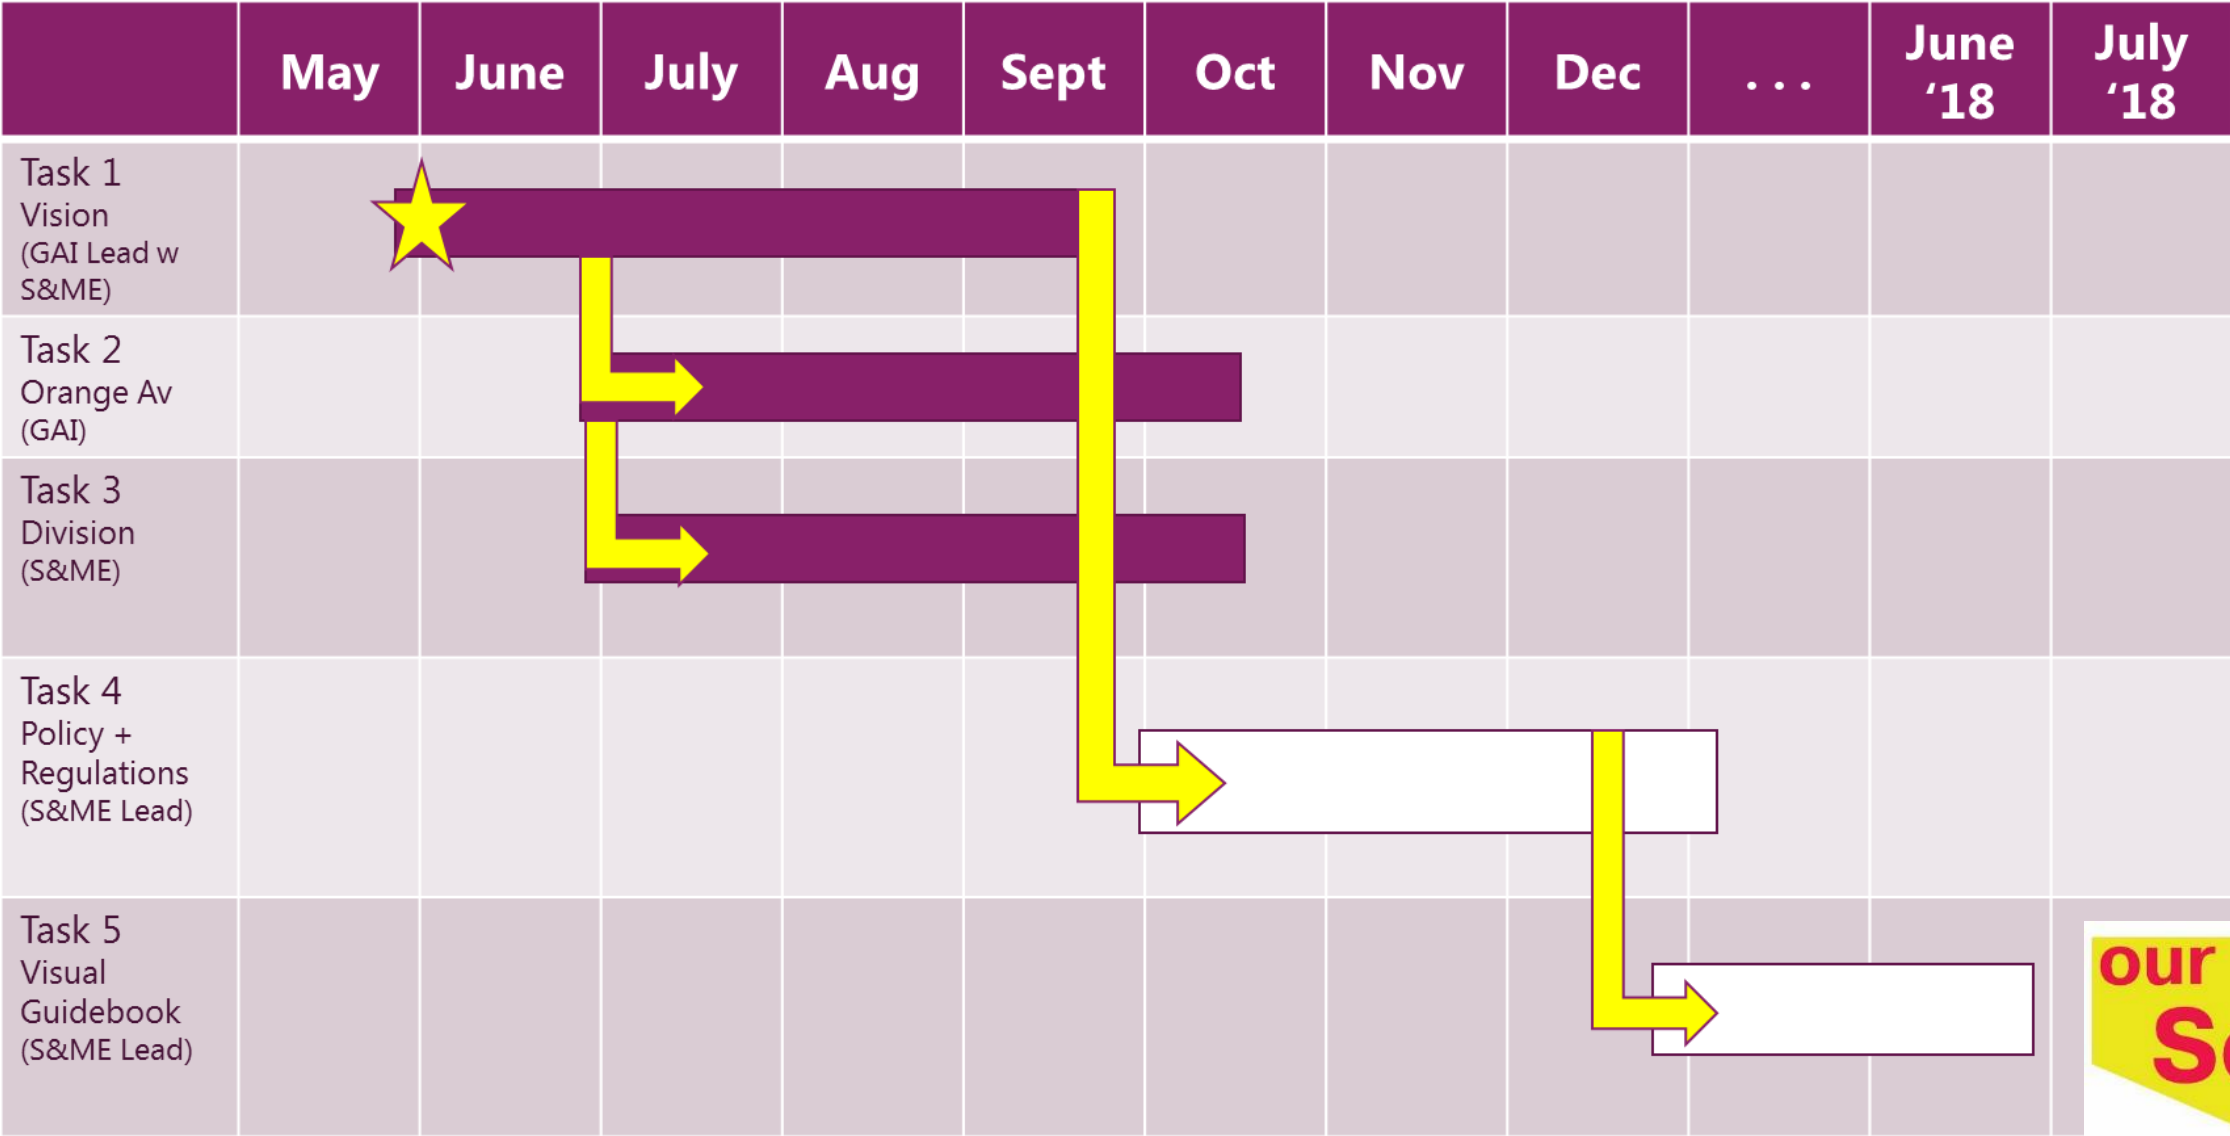 May June July Aug Sept Oct Nov Dec ... June ‘18 July ‘18
Task 1
Vision
(GAI Lead w
S&ME)
Task 2
Orange Av
(GAI)
Task 3
Division
(S&ME)
Task 4
Policy +
Regulations
(S&ME Lead)
Task 5
Visual
Guidebook
(S&ME Lead)
our